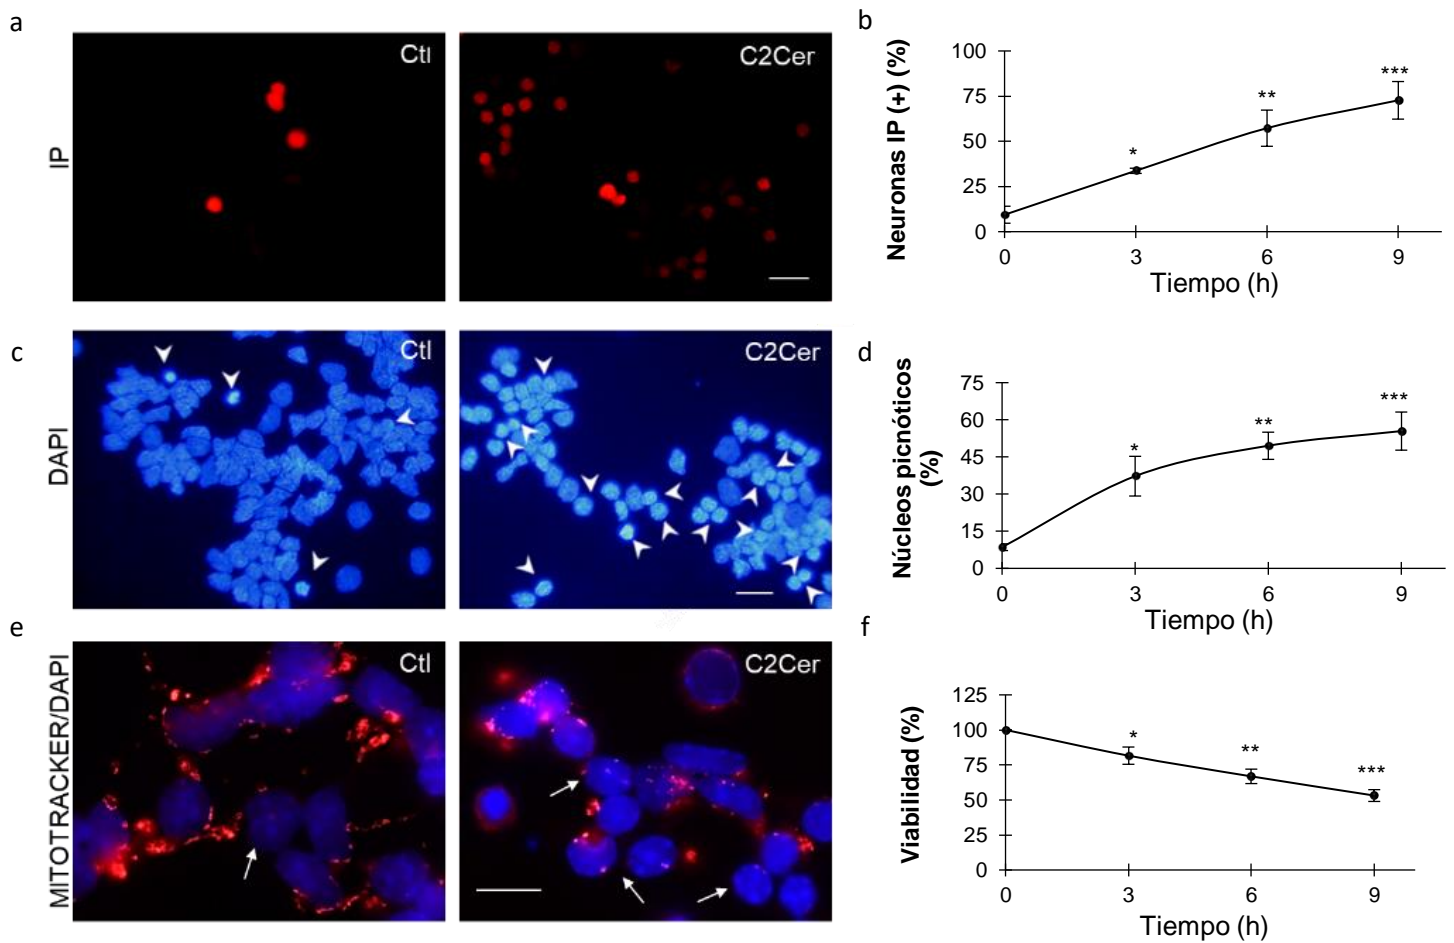 a
Ctl
C2Cer
IP
b
Neuronas IP (+) (%)
100
75
50
25
0
*
**
***
0 3 6 9
Tiempo (h)
c
Ctl
C2Cer
DAPI
d
Núcleos picnóticos
(%)
75
60
45
30
15
0
*
**
***
0 3 6 9
Tiempo (h)
e
Ctl
C2Cer
MITOTRACKER/DAPI
f
Viabilidad (%)
125
100
75
50
25
0
*
**
***
0 3 6 9
Tiempo (h)